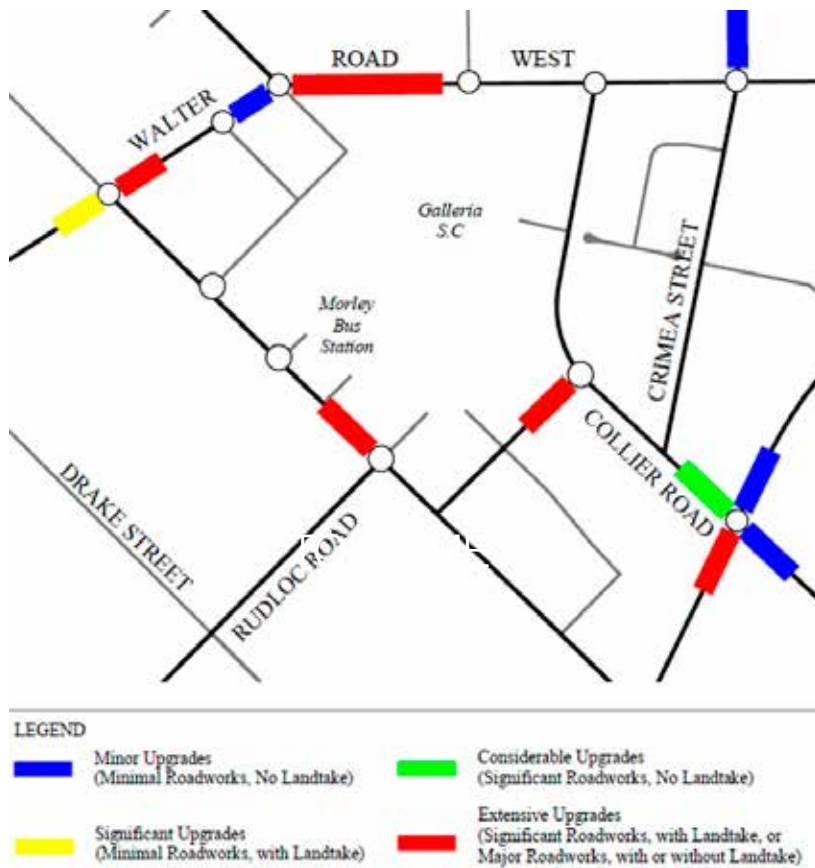 ROAD
WEST
WALTER
Galleria
S.C
Morley
Bus
Station
CRIMEA STREET
COLLIER ROAD
DRAKE STREET
RUDLOC ROAD
LEGEND
Minor Upgrades
(Minimal Roadworks, No Landtake)
Considerable Upgrades
(Significant Roadworks, No Landtake)
Significant Upgrades
(Minimal Roadworks, with Landtake)
Extensive Upgrades
(Significant Roadworks, with Landtake, or
Major Roadworks, with or without Landtake)